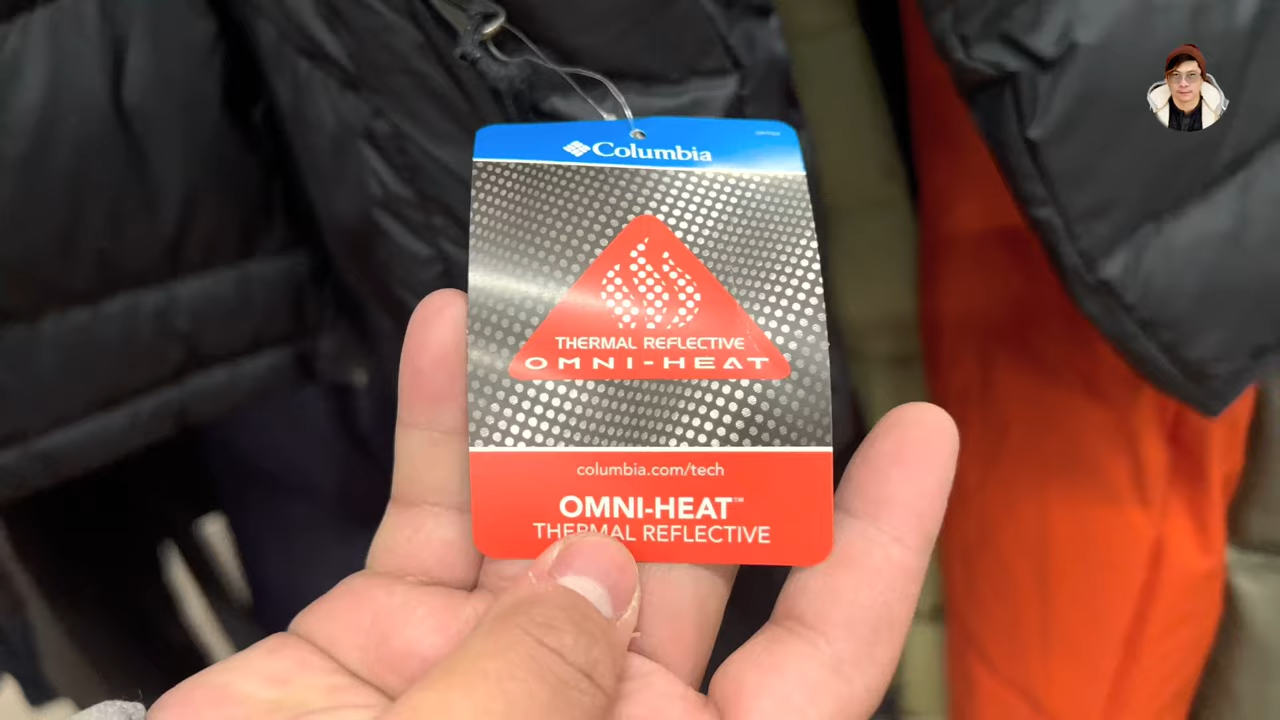 Columbia
THERMAL REFLECTIVE
OMNI-HEAT
columbia.com/tech
OMNI-HEAT™
THERMAL REFLECTIVE